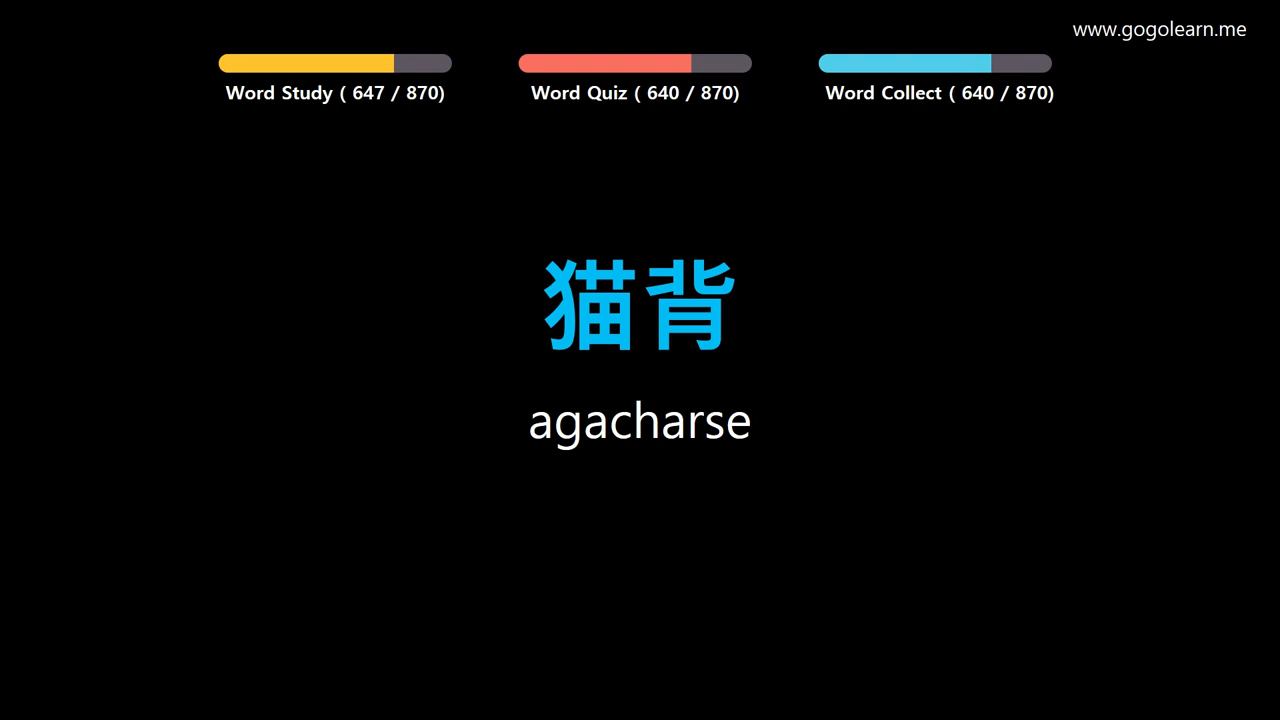 www.gogolearn.me
Word Study ( 647 / 870)
Word Quiz ( 640 / 870)
Word Collect ( 640 / 870)
猫背
agacharse